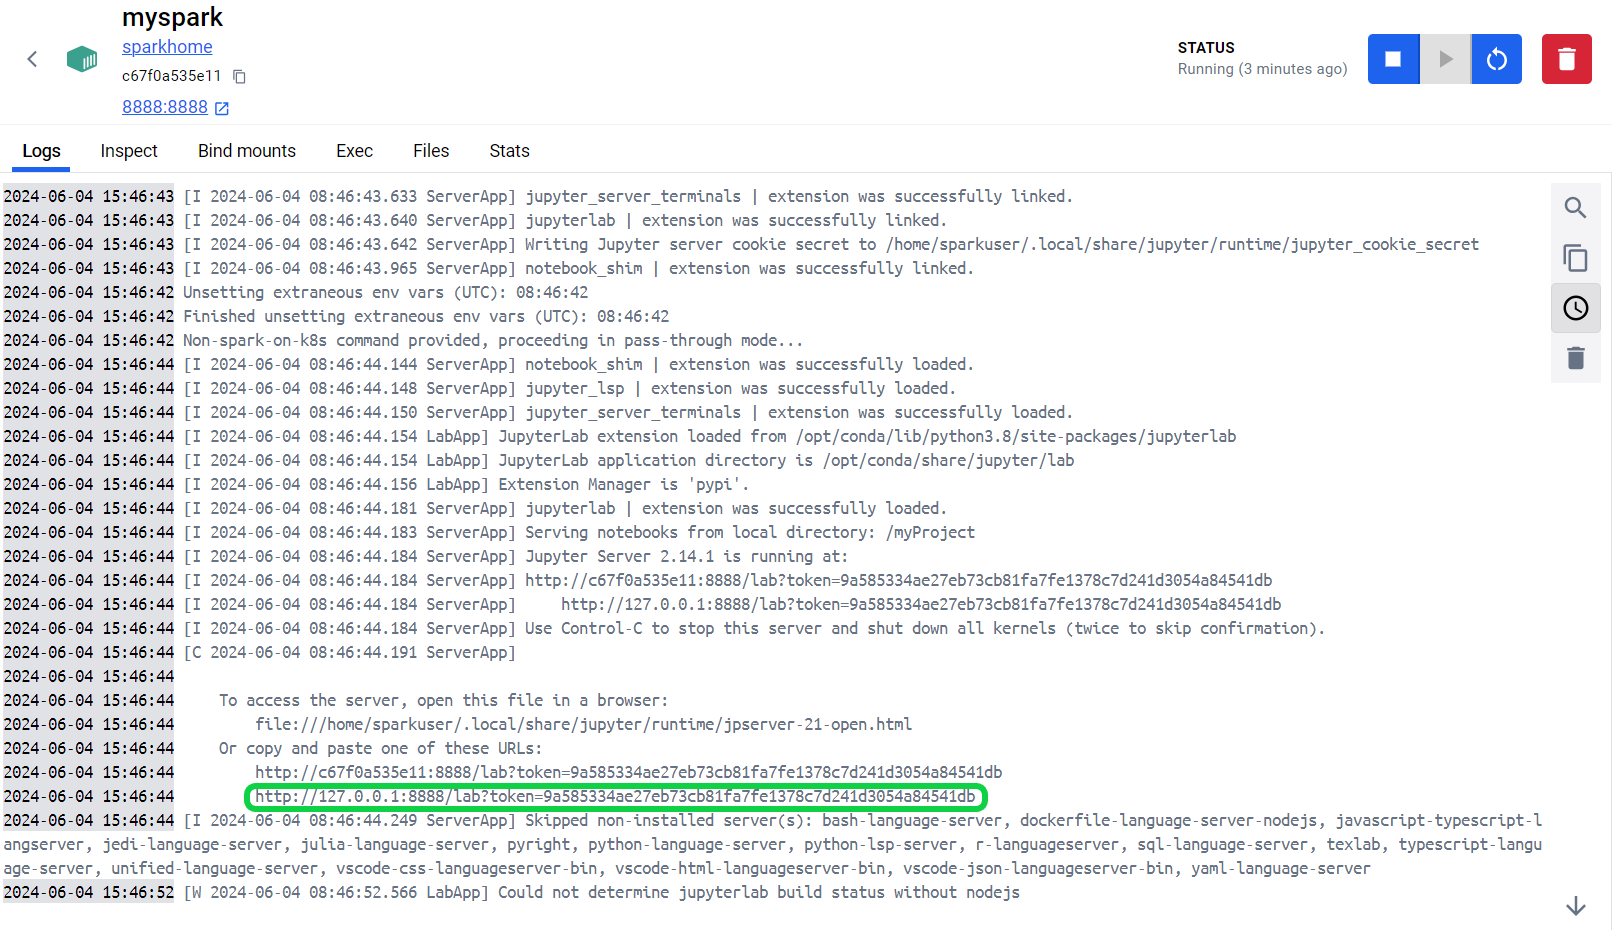 myspark
sparkhome
c67f0a535e11
8888:8888
STATUS
Running (3 minutes ago)
Logs Inspect Bind mounts Exec Files Stats
2024-06-04 15:46:43 [I 2024-06-04 08:46:43.633 ServerApp] jupyter_server_terminals | extension was successfully linked.
2024-06-04 15:46:43 [I 2024-06-04 08:46:43.640 ServerApp] jupyterlab | extension was successfully linked.
2024-06-04 15:46:43 [I 2024-06-04 08:46:43.642 ServerApp] Writing Jupyter server cookie secret to /home/sparkuser/.local/share/jupyter/runtime/jupyter_cookie_secret
2024-06-04 15:46:43 [I 2024-06-04 08:46:43.965 ServerApp] notebook_shim | extension was successfully linked.
2024-06-04 15:46:42 Unsetting extraneous env vars (UTC): 08:46:42
2024-06-04 15:46:42 Finished unsetting extraneous env vars (UTC): 08:46:42
2024-06-04 15:46:42 Non-spark-on-k8s command provided, proceeding in pass-through mode...
2024-06-04 15:46:44 [I 2024-06-04 08:46:44.144 ServerApp] notebook_shim | extension was successfully loaded.
2024-06-04 15:46:44 [I 2024-06-04 08:46:44.148 ServerApp] jupyter_lsp | extension was successfully loaded.
2024-06-04 15:46:44 [I 2024-06-04 08:46:44.150 ServerApp] jupyter_server_terminals | extension was successfully loaded.
2024-06-04 15:46:44 [I 2024-06-04 08:46:44.154 LabApp] JupyterLab extension loaded from /opt/conda/lib/python3.8/site-packages/jupyterlab
2024-06-04 15:46:44 [I 2024-06-04 08:46:44.154 LabApp] JupyterLab application directory is /opt/conda/share/jupyter/lab
2024-06-04 15:46:44 [I 2024-06-04 08:46:44.156 LabApp] Extension Manager is 'pypi'.
2024-06-04 15:46:44 [I 2024-06-04 08:46:44.181 ServerApp] jupyterlab | extension was successfully loaded.
2024-06-04 15:46:44 [I 2024-06-04 08:46:44.183 ServerApp] Serving notebooks from local directory: /myProject
2024-06-04 15:46:44 [I 2024-06-04 08:46:44.184 ServerApp] Jupyter Server 2.14.1 is running at:
2024-06-04 15:46:44 [I 2024-06-04 08:46:44.184 ServerApp] http://c67f0a535e11:8888/lab?token=9a585334ae27eb73cb81fa7fe1378c7d241d3054a84541db
2024-06-04 15:46:44 [I 2024-06-04 08:46:44.184 ServerApp]     http://127.0.0.1:8888/lab?token=9a585334ae27eb73cb81fa7fe1378c7d241d3054a84541db
2024-06-04 15:46:44 [I 2024-06-04 08:46:44.184 ServerApp] Use Control-C to stop this server and shut down all kernels (twice to skip confirmation).
2024-06-04 15:46:44 [C 2024-06-04 08:46:44.191 ServerApp]
2024-06-04 15:46:44
2024-06-04 15:46:44     To access the server, open this file in a browser:
2024-06-04 15:46:44         file:///home/sparkuser/.local/share/jupyter/runtime/jpserver-21-open.html
2024-06-04 15:46:44     Or copy and paste one of these URLs:
2024-06-04 15:46:44         http://c67f0a535e11:8888/lab?token=9a585334ae27eb73cb81fa7fe1378c7d241d3054a84541db
2024-06-04 15:46:44         http://127.0.0.1:8888/lab?token=9a585334ae27eb73cb81fa7fe1378c7d241d3054a84541db
2024-06-04 15:46:44 [I 2024-06-04 08:46:44.249 ServerApp] Skipped non-installed server(s): bash-language-server, dockerfile-language-server-nodejs, javascript-typescript-l
angserver, jedi-language-server, julia-language-server, pyright, python-language-server, python-lsp-server, r-languageserver, sql-language-server, texlab, typescript-langu
age-server, unified-language-server, vscode-css-languageserver-bin, vscode-html-languageserver-bin, vscode-json-languageserver-bin, yaml-language-server
2024-06-04 15:46:52 [W 2024-06-04 08:46:52.566 LabApp] Could not determine jupyterlab build status without nodejs